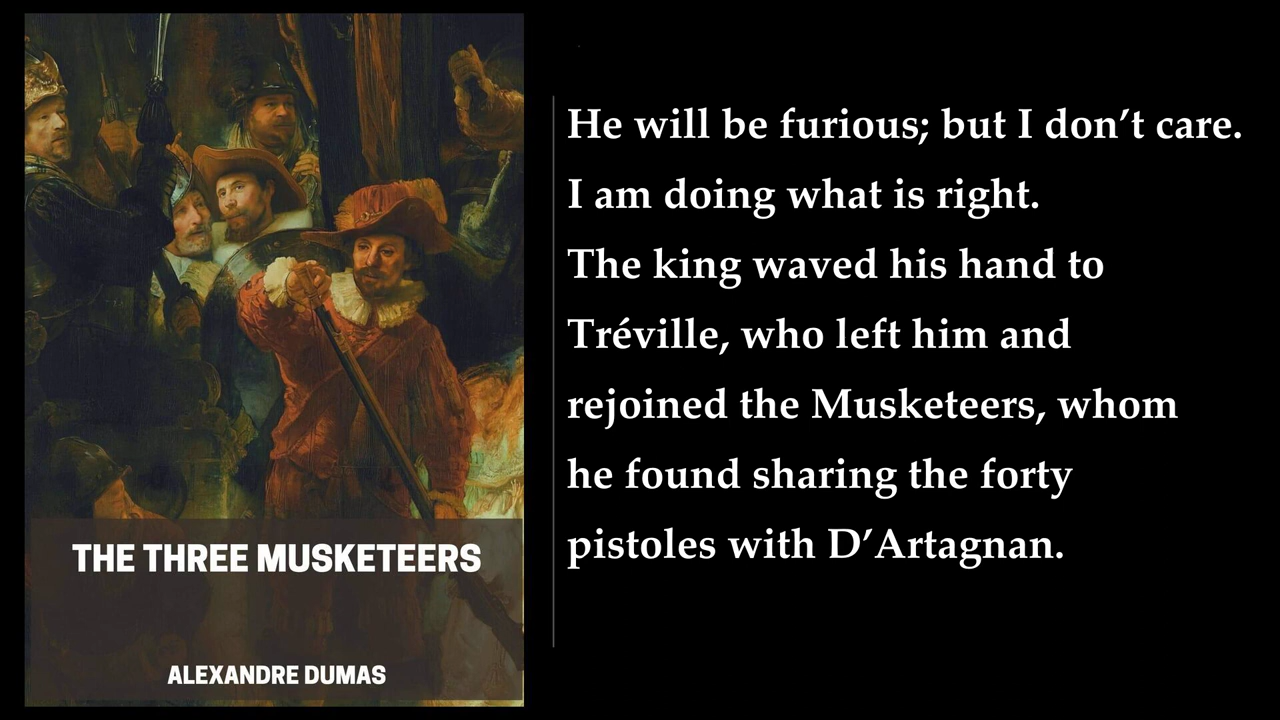 THE THREE MUSKETEERS
ALEXANDRE DUMAS
He will be furious; but I don’t care.
I am doing what is right.
The king waved his hand to
Tréville, who left him and
rejoined the Musketeers, whom
he found sharing the forty
pistoles with D’Artagnan.